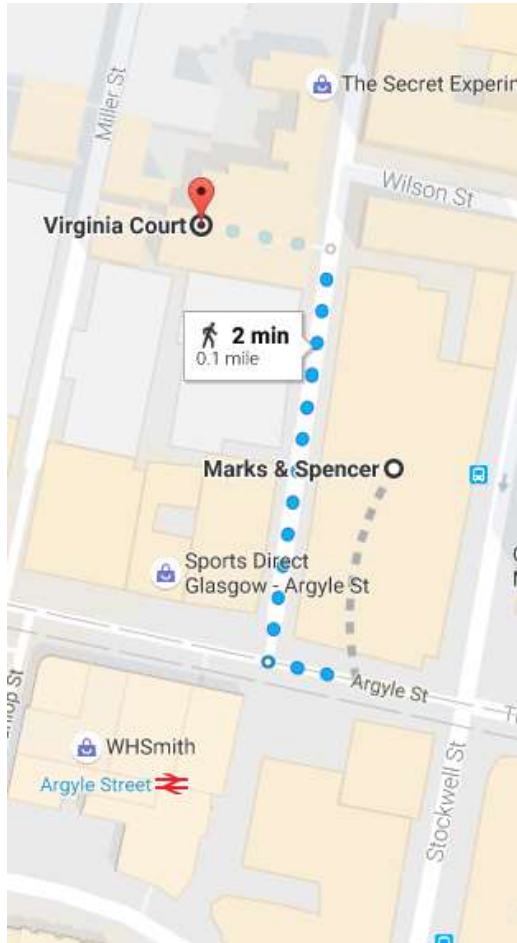 Miller St
The Secret Experin
Wilson St
Virginia Court
2 min
0.1 mile
Marks & Spencer
Sports Direct
Glasgow - Argyle St
Argyle St
WHSmith
Argyle Street
Stockwell St